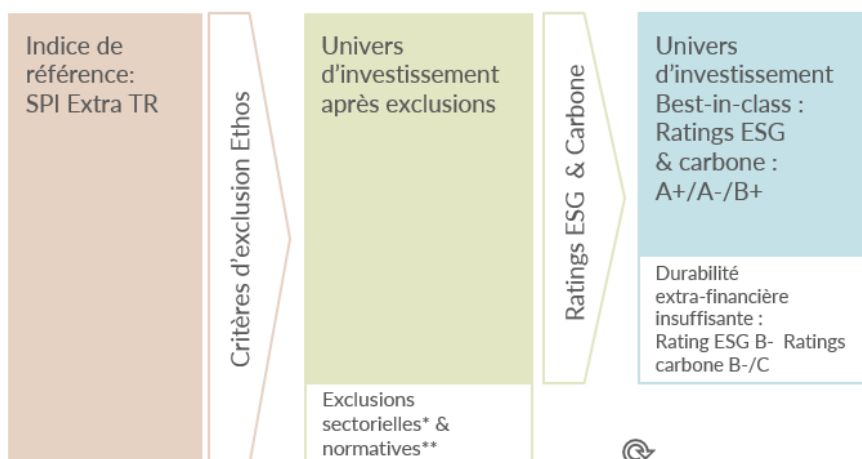 Indice de
référence:
SPI Extra TR
Critères d'exclusion Ethos
Univers
d'investissement
après exclusions
Exclusions
sectorielles* &
normatives**
Ratings ESG & Carbone
Univers
d'investissement
Best-in-class :
Ratings ESG
& carbone :
A+/A-/B+
Durabilité
extra-financière
insuffisante :
Rating ESG B- Ratings
carbone B-/C